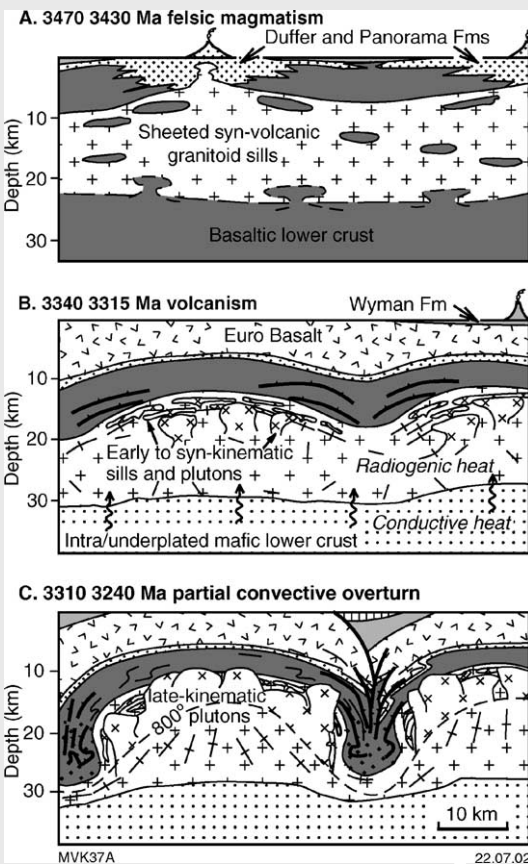 A. 3470 3430 Ma felsic magmatism
Duffer and Panorama Fms
10
Sheeted syn-volcanic
granitoid sills
20
Basaltic lower crust
30
Depth (km)
B. 3340 3315 Ma volcanism
Wyman Fm
Euro Basalt
10
20
Early to syn-kinematic
sills and plutons
Radiogenic heat
30
Conductive heat
Intra/underplated mafic lower crust
Depth (km)
C. 3310 3240 Ma partial convective overturn
10
late-kinematic
800° plutons
20
30
Depth (km)
10 km
MVK37A
22.07.02